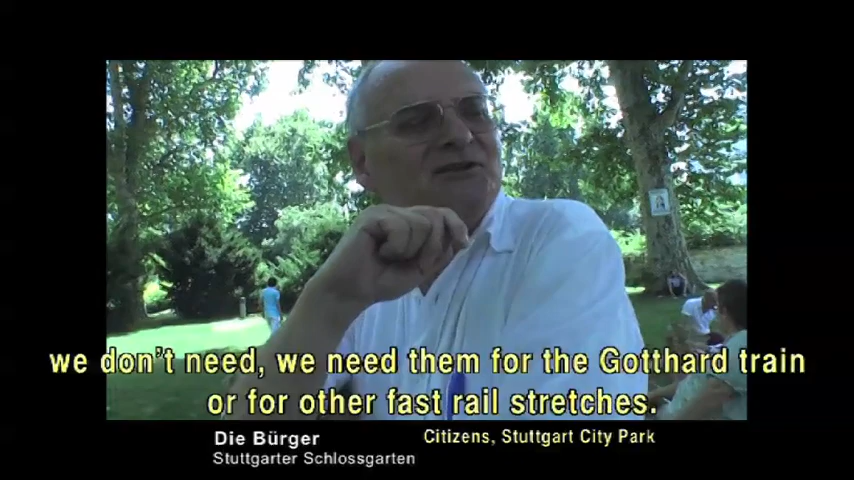 we don't need, we need them for the Gotthard train
or for other fast rail stretches.
Die Bürger
Citizens, Stuttgart City Park
Stuttgarter Schlossgarten